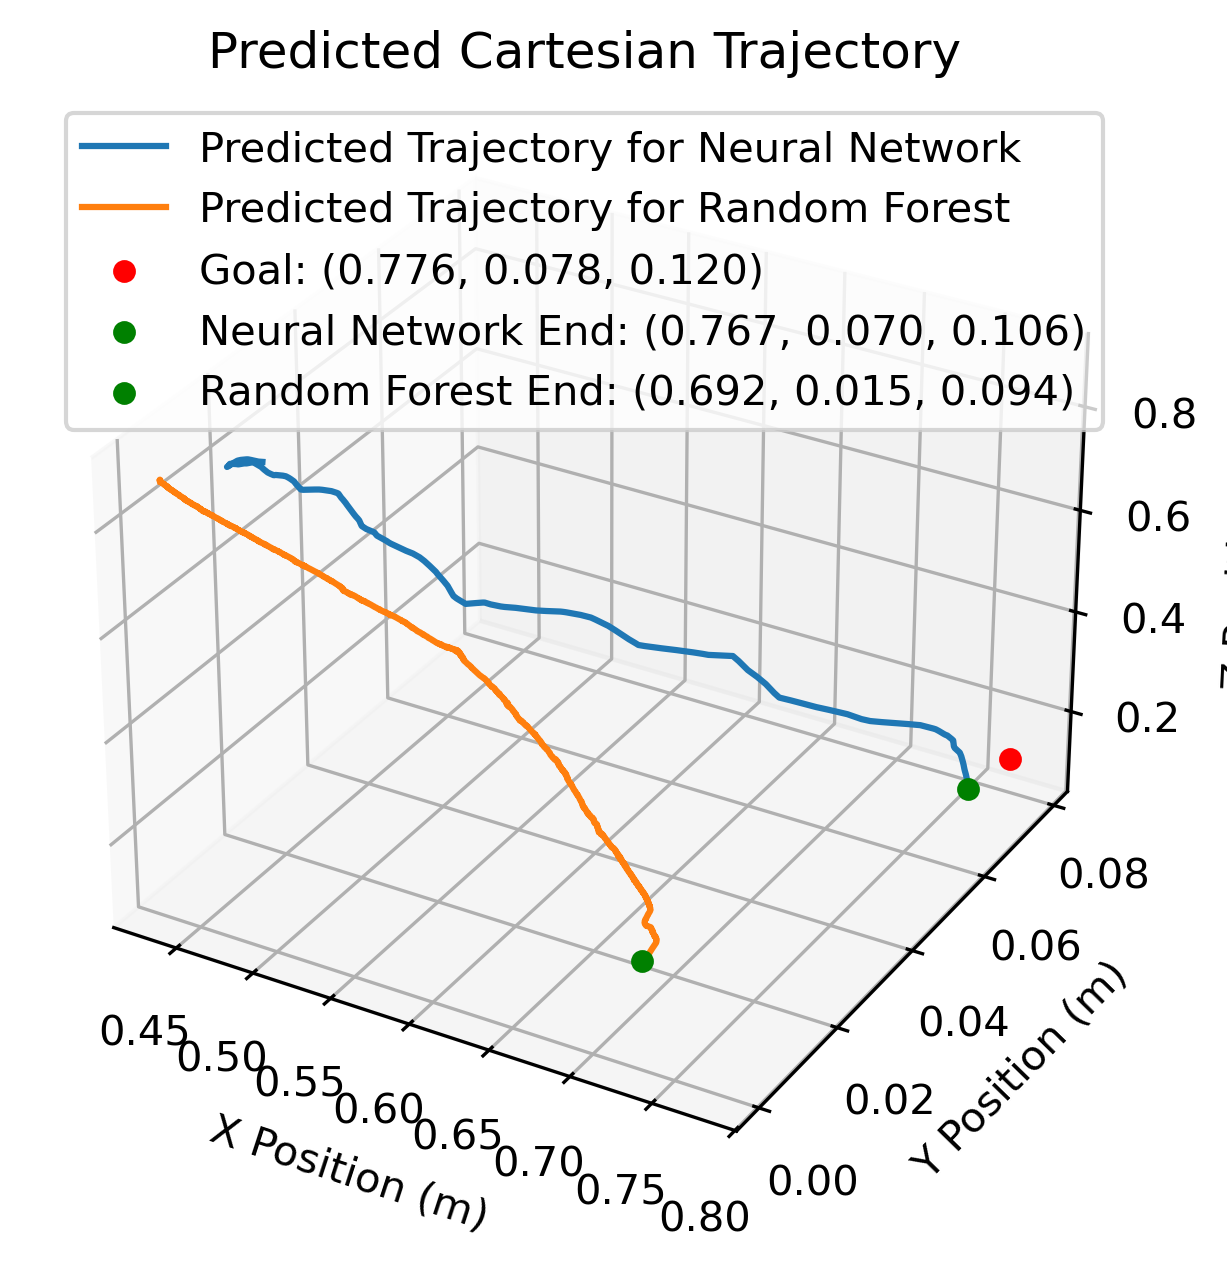 Predicted Cartesian Trajectory
Predicted Trajectory for Neural Network
Predicted Trajectory for Random Forest
Goal: (0.776, 0.078, 0.120)
Neural Network End: (0.767, 0.070, 0.106)
Random Forest End: (0.692, 0.015, 0.094)
0.8
0.6
0.4
0.2
0.08
0.06
0.04
0.02
0.00
Y Position (m)
0.45
0.50
0.55
0.60
0.65
0.70
0.75
0.80
X Position (m)